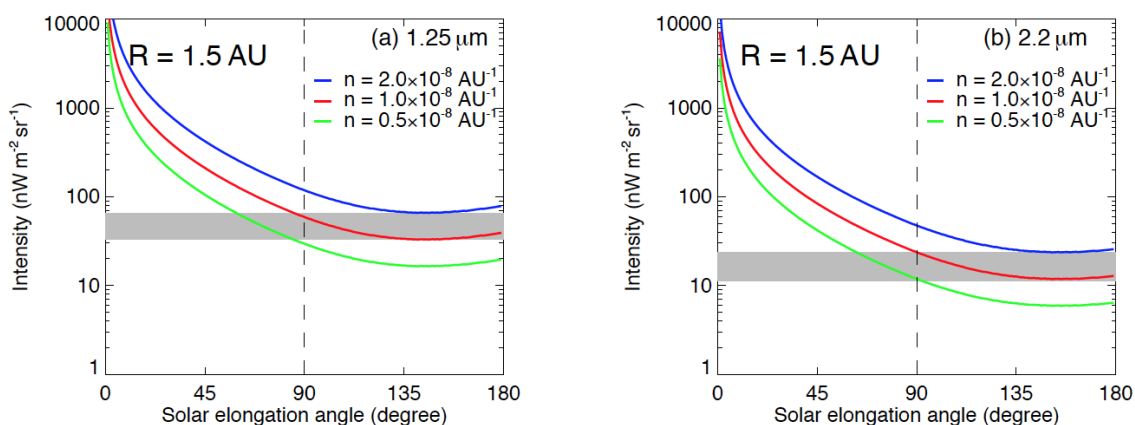 R = 1.5 AU
(a) 1.25 μm
n = 2.0×10⁻⁸ AU⁻¹
n = 1.0×10⁻⁸ AU⁻¹
n = 0.5×10⁻⁸ AU⁻¹
10000
1000
100
10
1
Intensity (nW m⁻² sr⁻¹)
0 45 90 135 180
Solar elongation angle (degree)
R = 1.5 AU
(b) 2.2 μm
n = 2.0×10⁻⁸ AU⁻¹
n = 1.0×10⁻⁸ AU⁻¹
n = 0.5×10⁻⁸ AU⁻¹
10000
1000
100
10
1
Intensity (nW m⁻² sr⁻¹)
0 45 90 135 180
Solar elongation angle (degree)